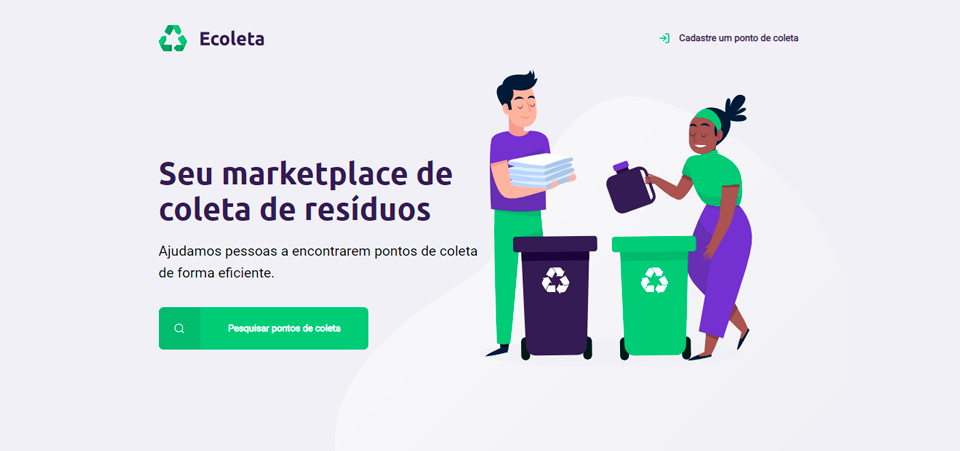 Ecoleta
Cadastre um ponto de coleta
Seu marketplace de
coleta de resíduos
Ajudamos pessoas a encontrarem pontos de coleta
de forma eficiente.
Pesquisar pontos de coleta